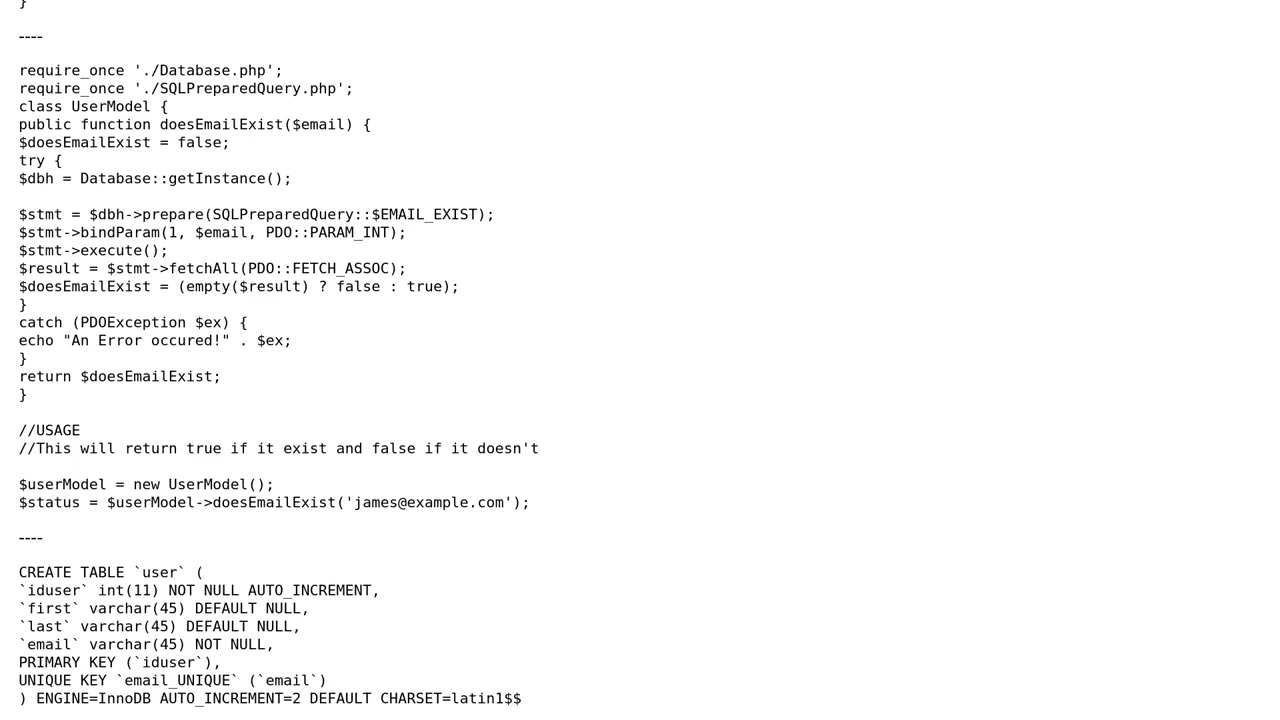 }
----
require_once './Database.php';
require_once './SQLPreparedQuery.php';
class UserModel {
public function doesEmailExist($email) {
$doesEmailExist = false;
try {
$dbh = Database::getInstance();
$stmt = $dbh->prepare(SQLPreparedQuery::$EMAIL_EXIST);
$stmt->bindParam(1, $email, PDO::PARAM_INT);
$stmt->execute();
$result = $stmt->fetchAll(PDO::FETCH_ASSOC);
$doesEmailExist = (empty($result) ? false : true);
}
catch (PDOException $ex) {
echo "An Error occured!" . $ex;
}
return $doesEmailExist;
}
//USAGE
//This will return true if it exist and false if it doesn't
$userModel = new UserModel();
$status = $userModel->doesEmailExist('james@example.com');
----
CREATE TABLE `user` (
`iduser` int(11) NOT NULL AUTO_INCREMENT,
`first` varchar(45) DEFAULT NULL,
`last` varchar(45) DEFAULT NULL,
`email` varchar(45) NOT NULL,
PRIMARY KEY (`iduser`),
UNIQUE KEY `email_UNIQUE` (`email`)
) ENGINE=InnoDB AUTO_INCREMENT=2 DEFAULT CHARSET=latin1$$